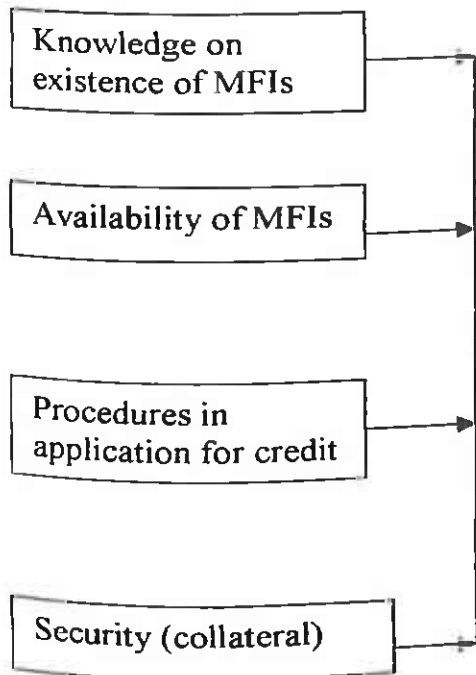 Knowledge on
existence of MFIs
Availability of MFIs
Procedures in
application for credit
Security (collateral)